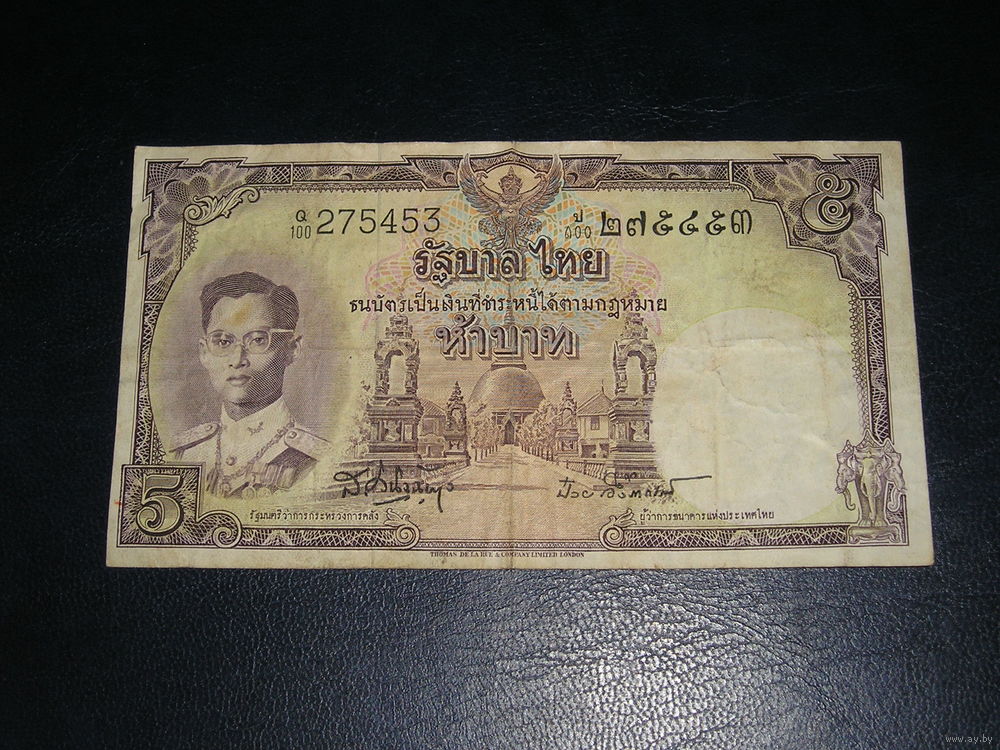 ๕
Q/100 275453
ป/๑๐๐ ๒๗๕๔๕๓
รัฐบาลไทย
ธนบัตรเป็นเงินที่ชำระหนี้ได้ตามกฎหมาย
ห้าบาท
5
รัฐมนตรีว่าการกระทรวงการคลัง
ผู้ว่าการธนาคารแห่งประเทศไทย
THOMAS DE LA RUE & COMPANY LIMITED LONDON
www.ay.by